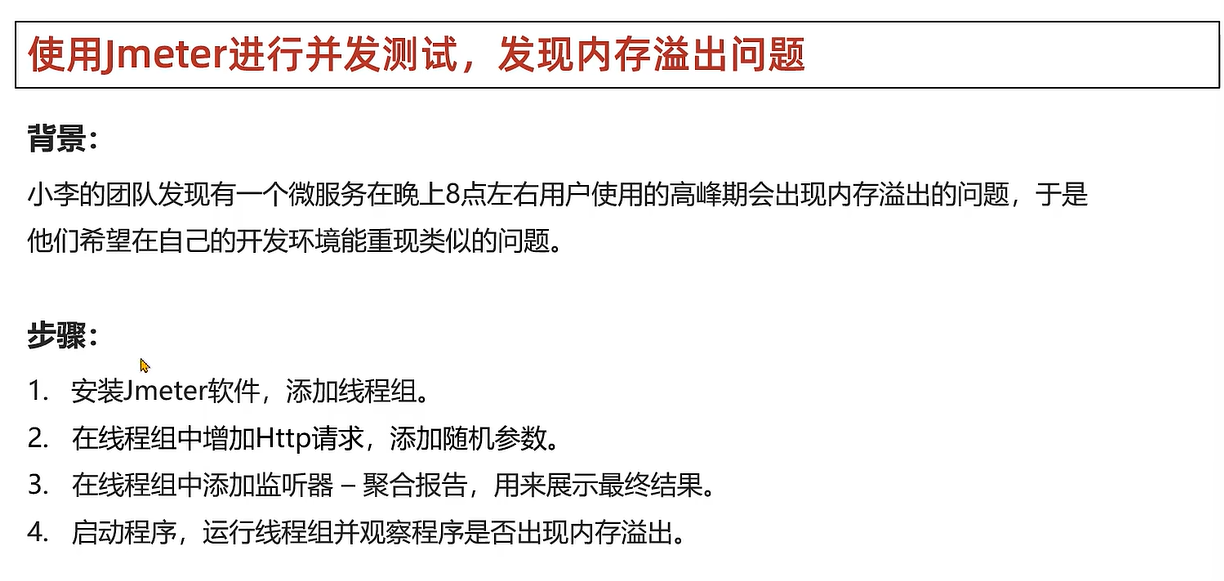 使用Jmeter进行并发测试，发现内存溢出问题
背景：
小李的团队发现有一个微服务在晚上8点左右用户使用的高峰期会出现内存溢出的问题，于是
他们希望在自己的开发环境能重现类似的问题。
步骤：
1. 安装Jmeter软件，添加线程组。
2. 在线程组中增加Http请求，添加随机参数。
3. 在线程组中添加监听器 – 聚合报告，用来展示最终结果。
4. 启动程序，运行线程组并观察程序是否出现内存溢出。